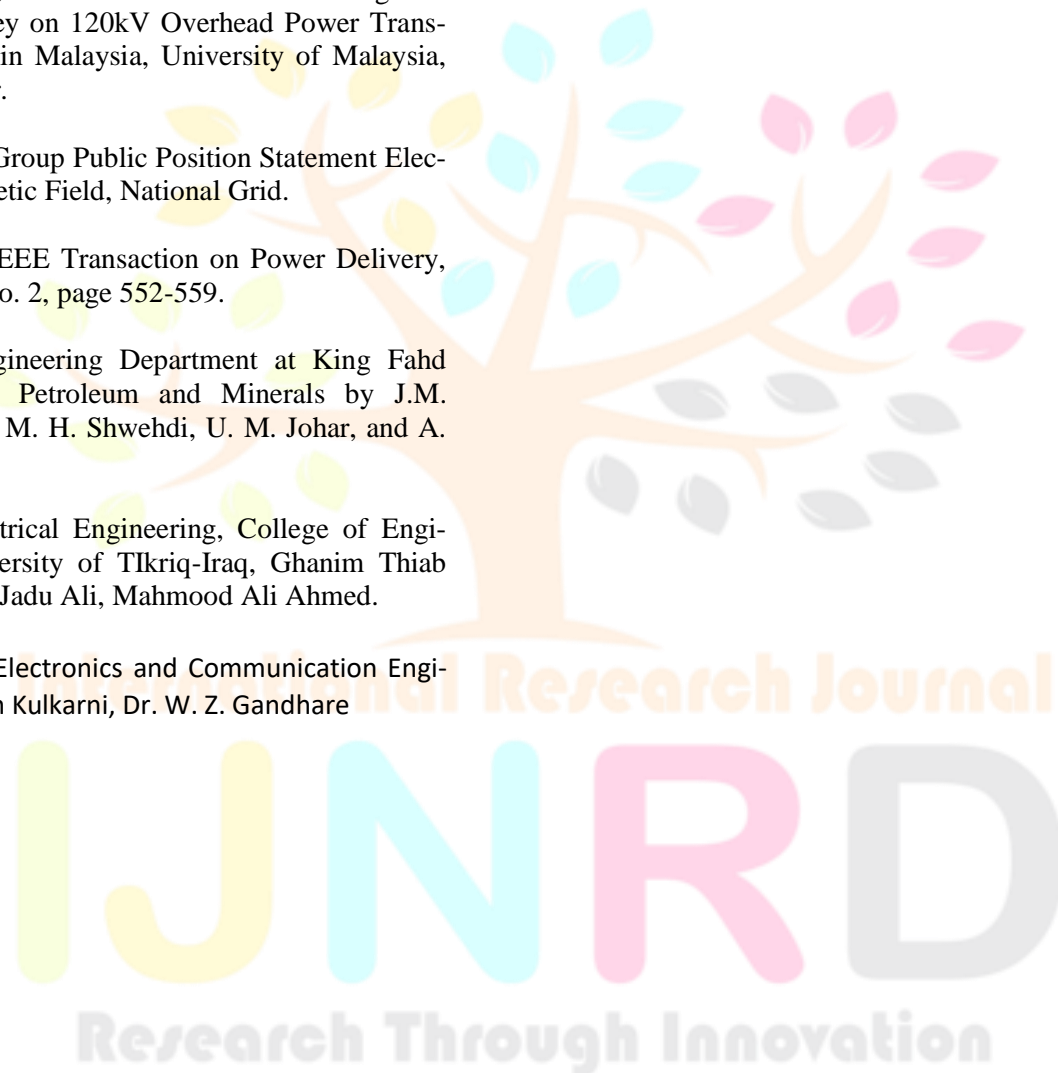 ey on 120kV Overhead Power Trans-
in Malaysia, University of Malaysia,
Group Public Position Statement Elec-
etic Field, National Grid.
EEE Transaction on Power Delivery,
o. 2, page 552-559.
gineering Department at King Fahd
Petroleum and Minerals by J.M.
M. H. Shwehdi, U. M. Johar, and A.
trical Engineering, College of Engi-
ersity of TIkriq-Iraq, Ghanim Thiab
Jadu Ali, Mahmood Ali Ahmed.
Electronics and Communication Engi-
n Kulkarni, Dr. W. Z. Gandhare
International Research Journal
IJNRD
Research Through Innovation